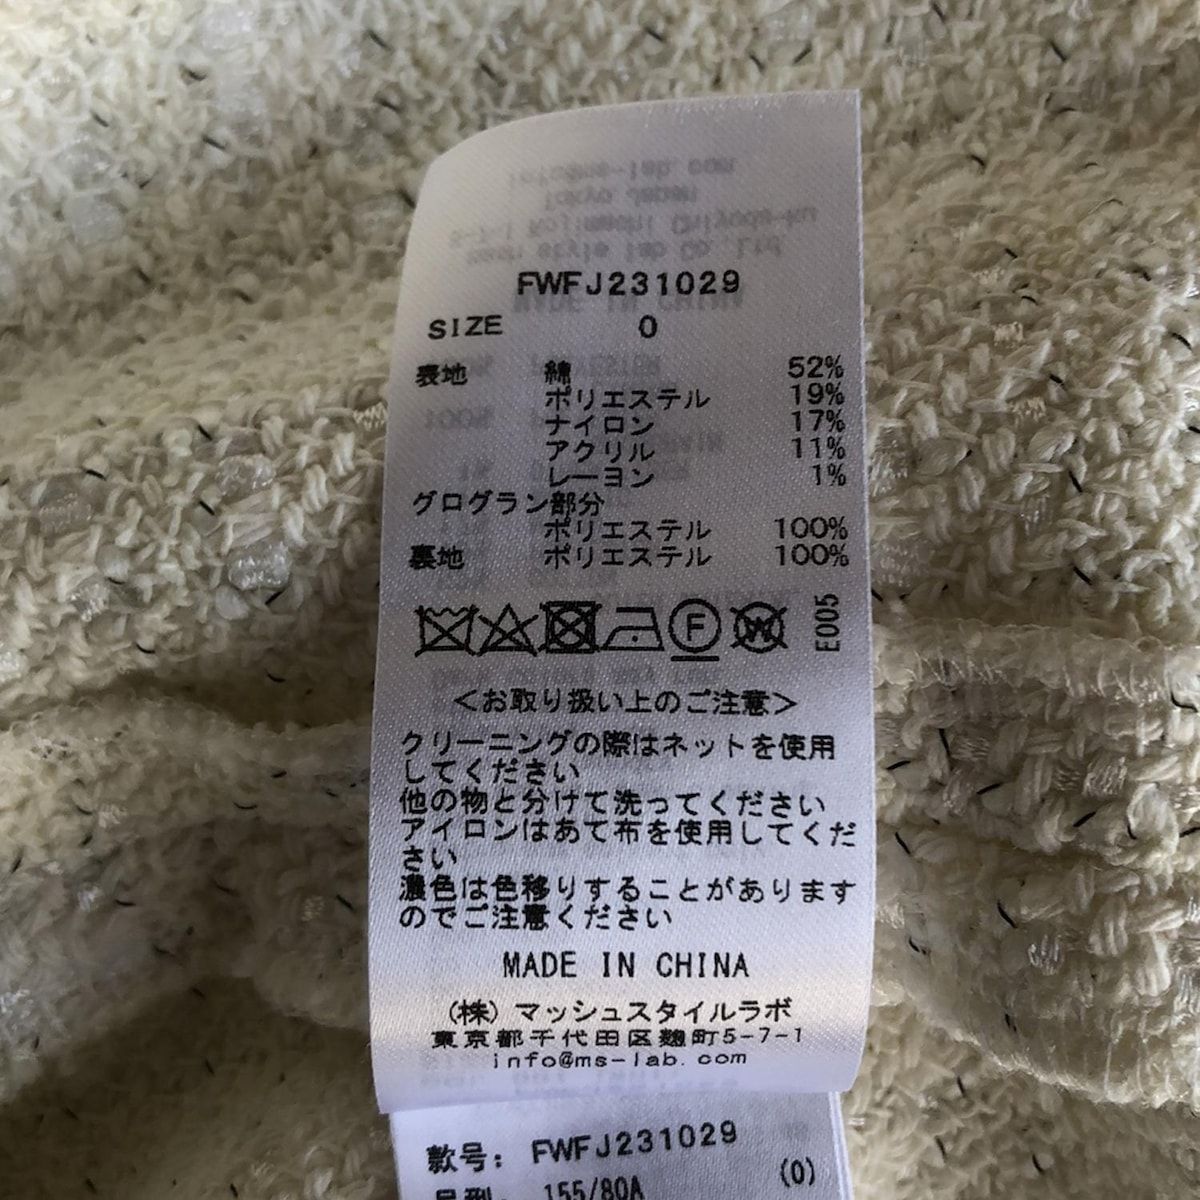 FWFJ231029
SIZE 0
表地 綿 52%
ポリエステル 19%
ナイロン 17%
アクリル 11%
レーヨン 1%
グログラン部分
ポリエステル 100%
裏地 ポリエステル 100%
F W E005
<お取り扱い上のご注意>
クリーニングの際はネットを使用
してください
他の物と分けて洗ってください
アイロンはあて布を使用してくだ
さい
濃色は色移りすることがあります
のでご注意ください
MADE IN CHINA
(株)マッシュスタイルラボ
東京都千代田区麹町5-7-1
info@ms-lab.com
款号: FWFJ231029
号型: 155/80A (0)